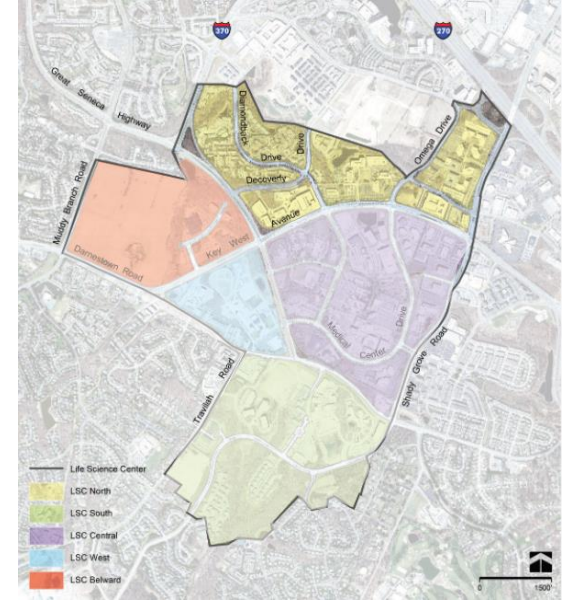 370
270
Great Seneca Highway
Diamondback
Drive
Drive
Omega Drive
Decoverly
Muddy Branch Road
Avenue
Key West
Darnestown Road
Medical
Center
Drive
Shady Grove Road
Travilah Road
Life Science Center
LSC North
LSC South
LSC Central
LSC West
LSC Belward
0
1500'